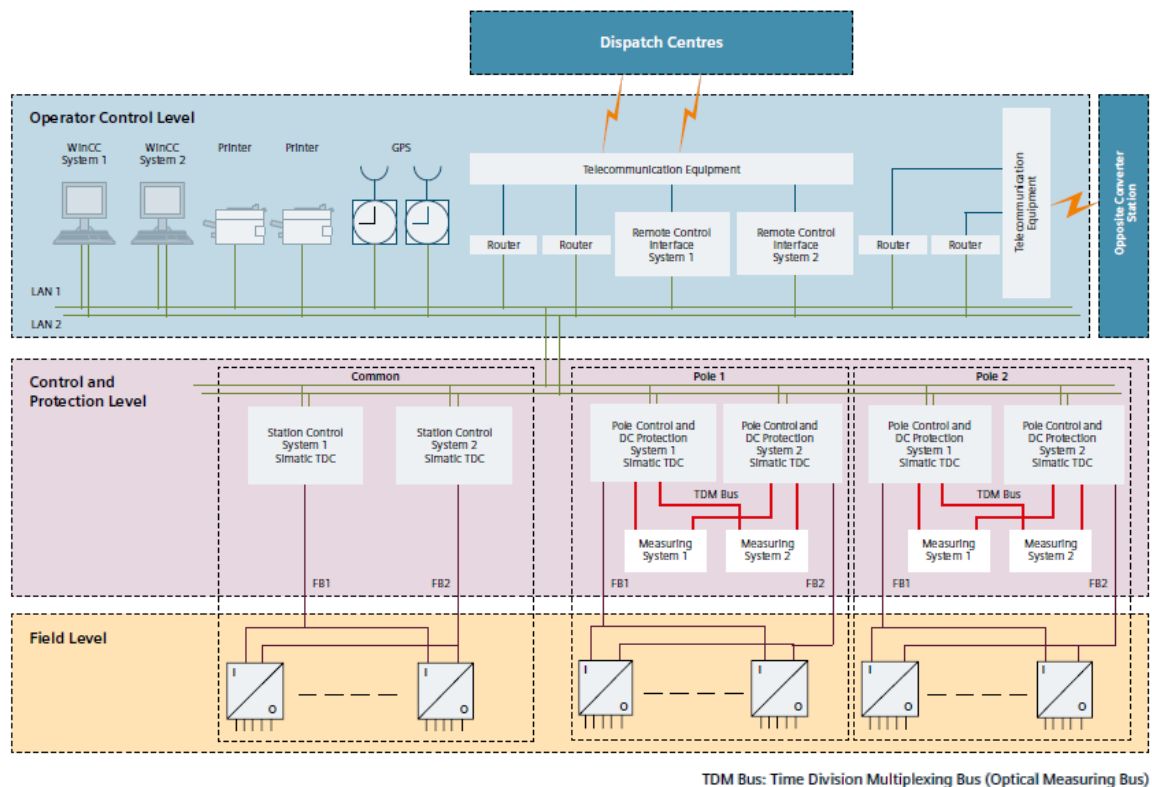 Dispatch Centres
Operator Control Level
WinCC
System 1
WinCC
System 2
Printer
Printer
GPS
Telecommunication Equipment
Router
Router
Remote Control
Interface
System 1
Remote Control
Interface
System 2
Router
Router
Telecommunication
Equipment
Opposite Converter
Station
LAN 1
LAN 2
Control and
Protection Level
Common
Pole 1
Pole 2
Station Control
System 1
Simatic TDC
Station Control
System 2
Simatic TDC
Pole Control and
DC Protection
System 1
Simatic TDC
Pole Control and
DC Protection
System 2
Simatic TDC
Pole Control and
DC Protection
System 1
Simatic TDC
Pole Control and
DC Protection
System 2
Simatic TDC
TDM Bus
TDM Bus
Measuring
System 1
Measuring
System 2
Measuring
System 1
Measuring
System 2
FB1
FB2
FB1
FB2
FB1
FB2
Field Level
I
O
I
O
I
O
I
O
I
O
I
O
TDM Bus: Time Division Multiplexing Bus (Optical Measuring Bus)